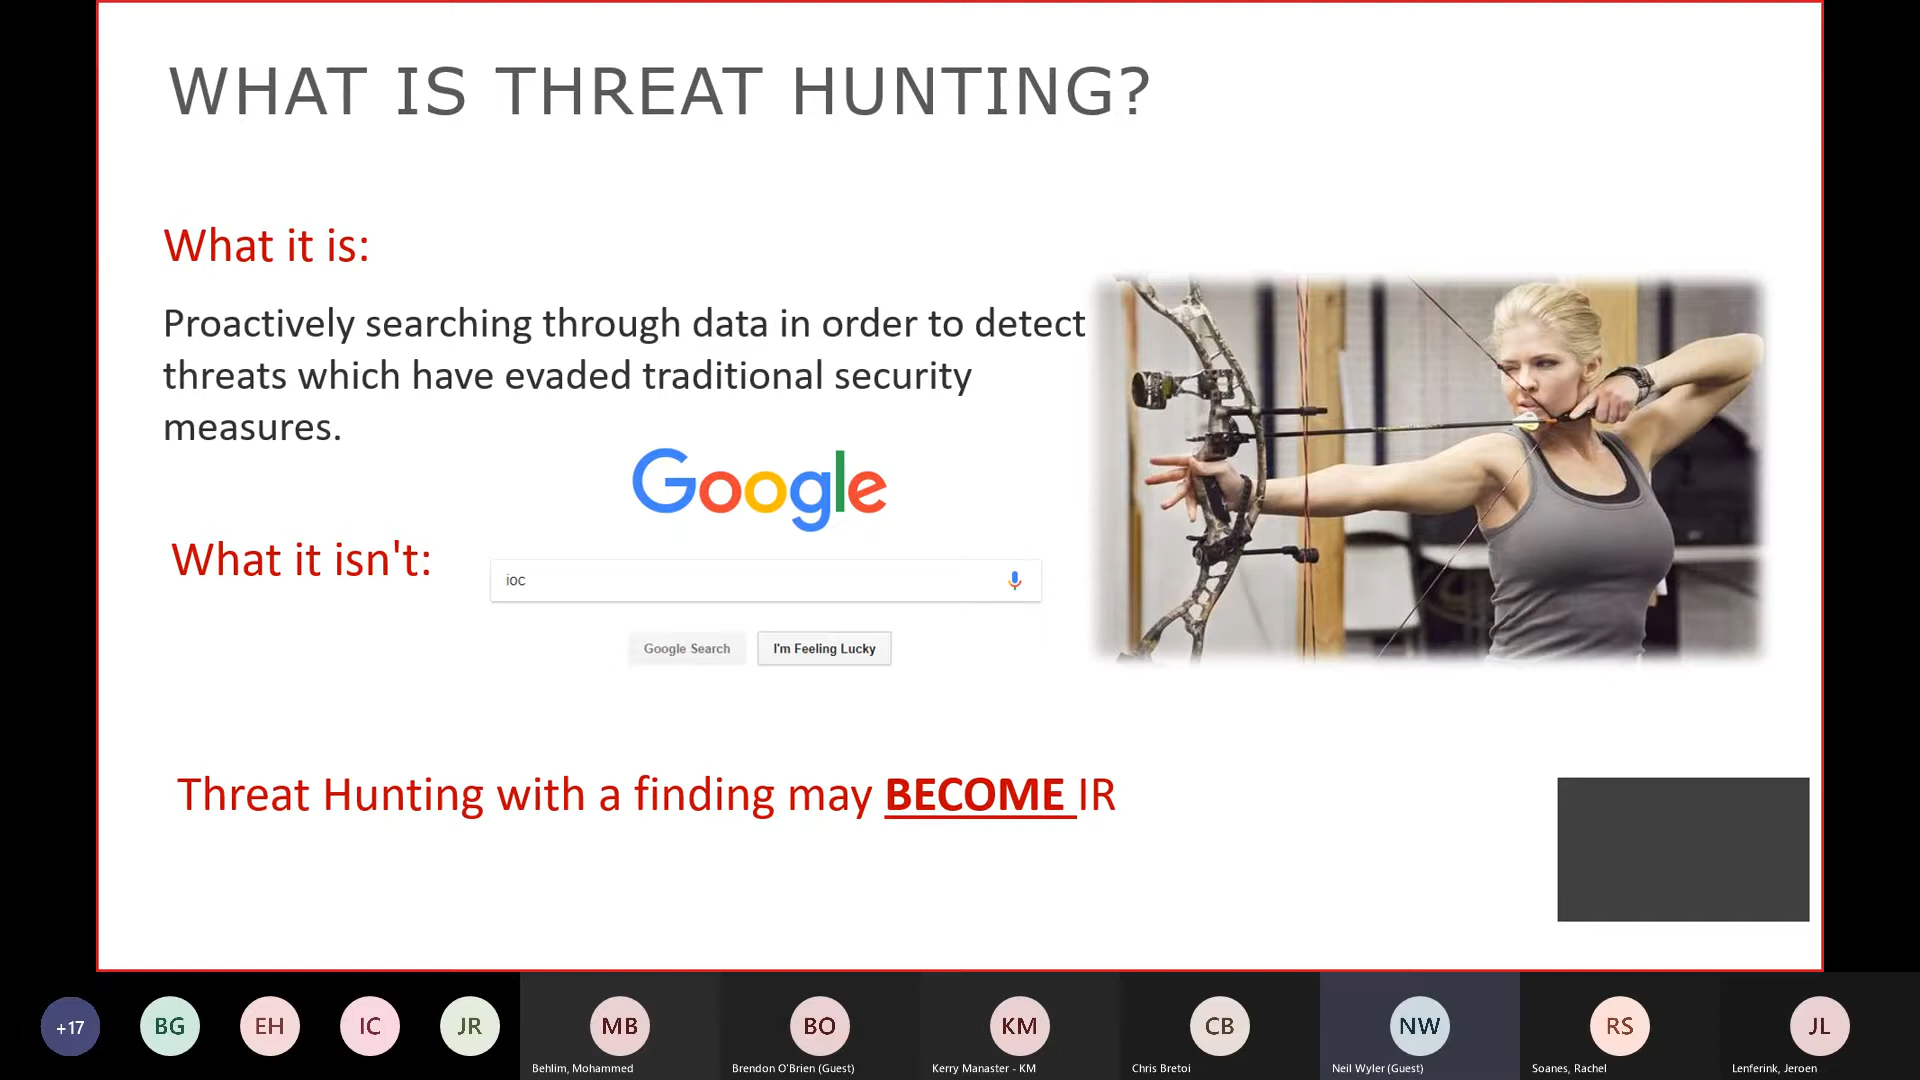 WHAT IS THREAT HUNTING?
What it is:
Proactively searching through data in order to detect
threats which have evaded traditional security
measures.
Google
What it isn't:
ioc
Google Search
I'm Feeling Lucky
Threat Hunting with a finding may BECOME IR
+17
BG
EH
IC
JR
MB
BO
KM
CB
NW
RS
JL
Behlim, Mohammed
Brendon O'Brien (Guest)
Kerry Manaster - KM
Chris Bretoi
Neil Wyler (Guest)
Soanes, Rachel
Lenferink, Jeroen